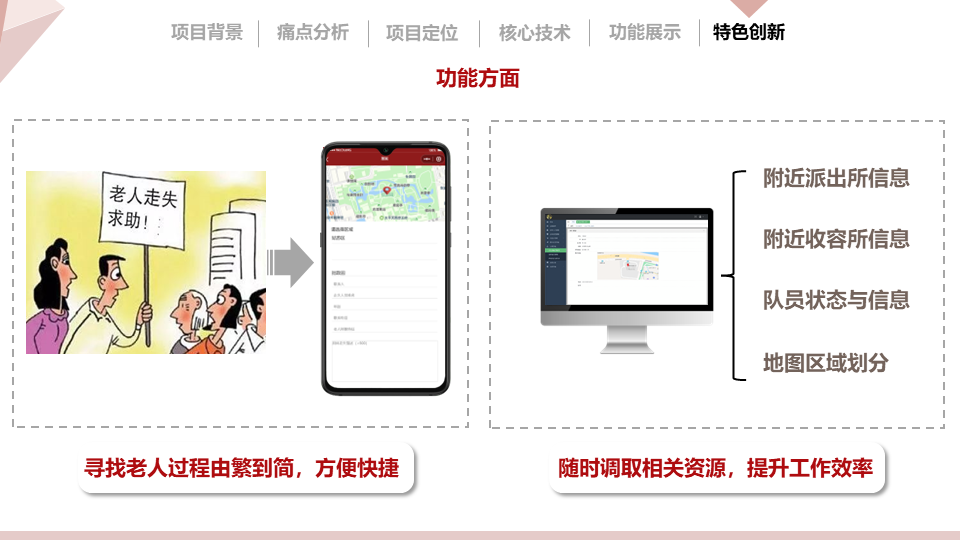 项目背景
痛点分析
项目定位
核心技术
功能展示
特色创新
功能方面
老人走失
求助!
附近派出所信息
附近收容所信息
队员状态与信息
地图区域划分
寻找老人过程由繁到简，方便快捷
随时调取相关资源，提升工作效率